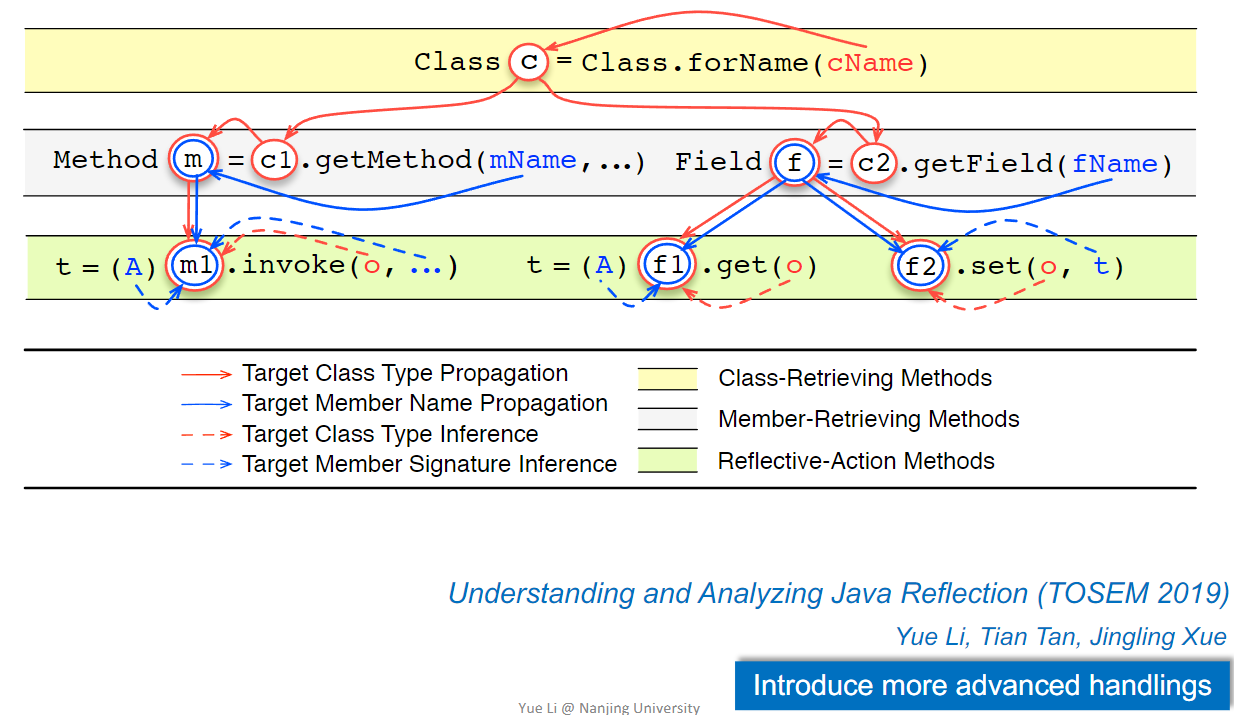 Class c = Class.forName(cName)
Method m = c1.getMethod(mName,…) Field f = c2.getField(fName)
t = (A) m1.invoke(o, …) t = (A) f1.get(o) f2.set(o, t)
Target Class Type Propagation
Target Member Name Propagation
Target Class Type Inference
Target Member Signature Inference
Class-Retrieving Methods
Member-Retrieving Methods
Reflective-Action Methods
Understanding and Analyzing Java Reflection (TOSEM 2019)
Yue Li, Tian Tan, Jingling Xue
Introduce more advanced handlings
Yue Li @ Nanjing University